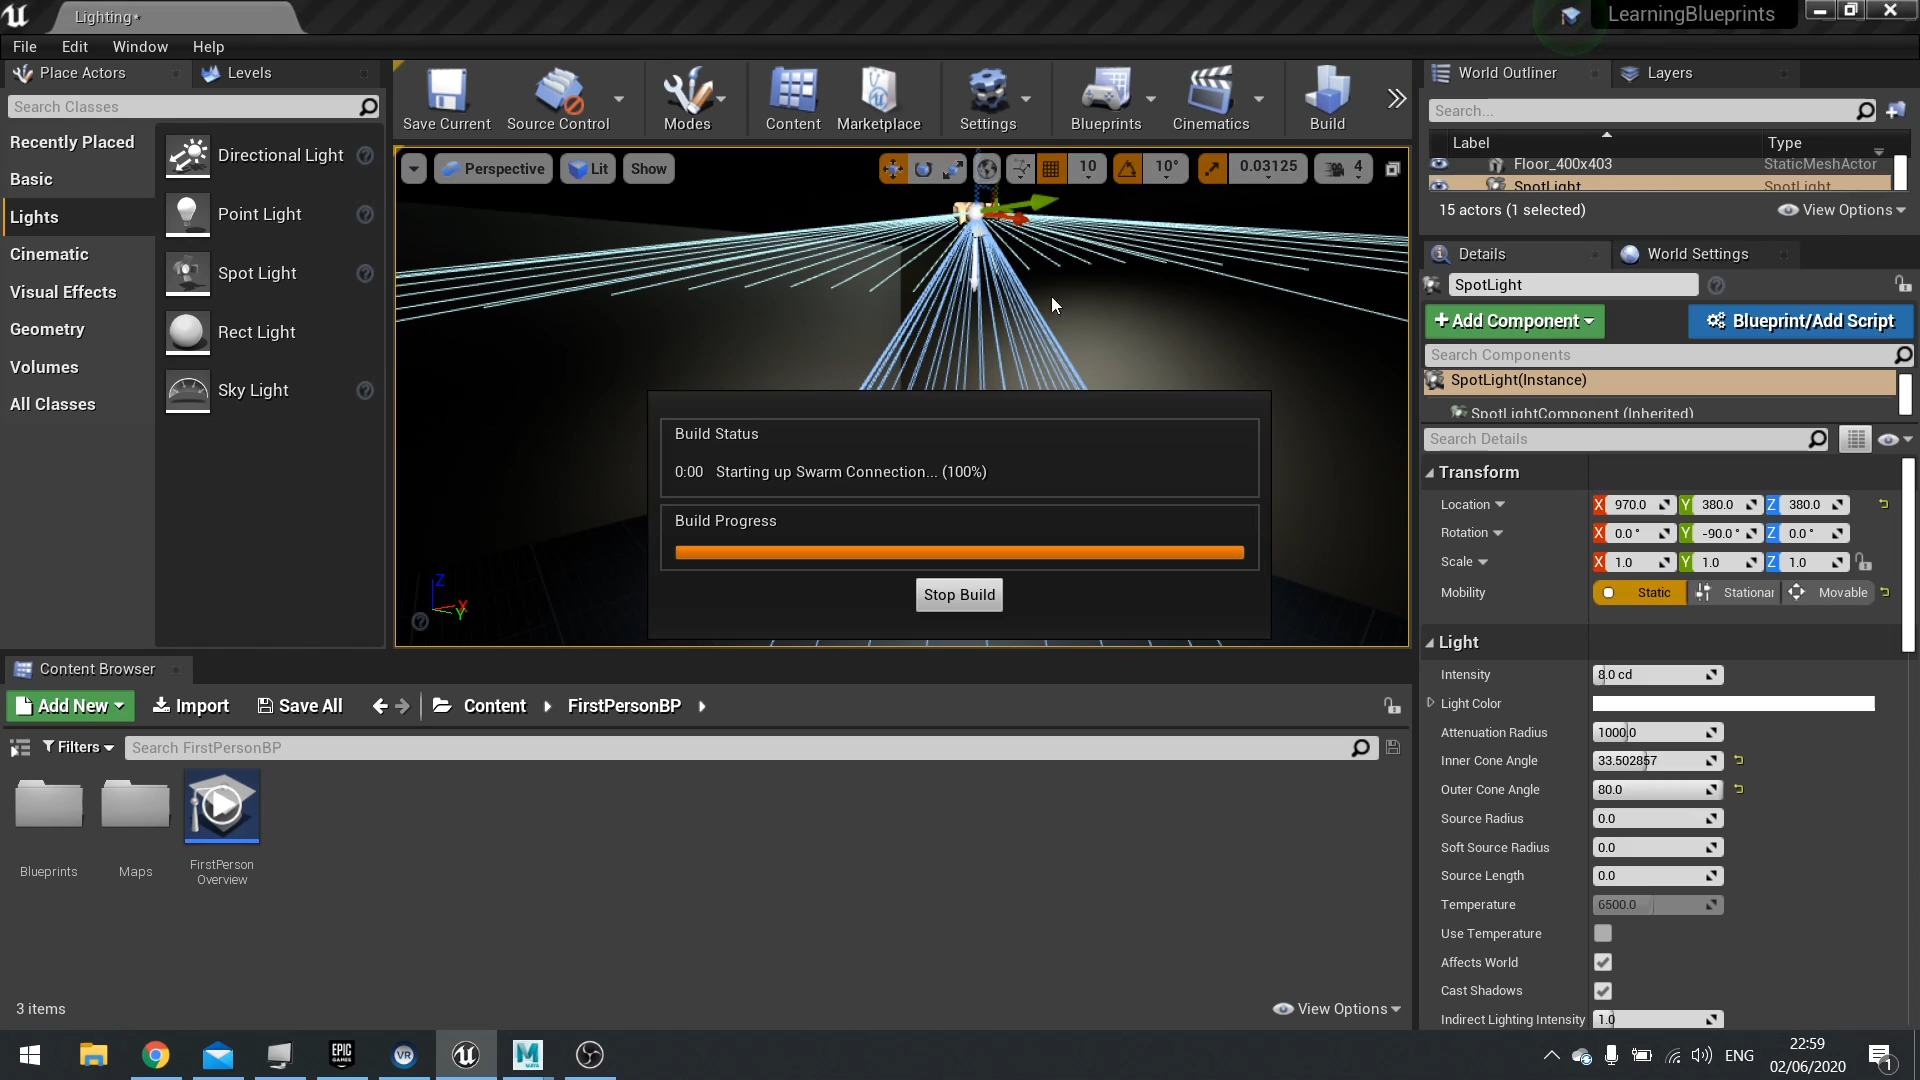 Lighting*
LearningBlueprints
File Edit Window Help
Place Actors
Levels
Search Classes
Recently Placed
Basic
Lights
Cinematic
Visual Effects
Geometry
Volumes
All Classes
Directional Light
Point Light
Spot Light
Rect Light
Sky Light
Save Current
Source Control
Modes
Content
Marketplace
Settings
Blueprints
Cinematics
Build
Perspective
Lit
Show
10
10°
0.03125
4
Build Status
0:00 Starting up Swarm Connection... (100%)
Build Progress
Stop Build
Z
X
Y
World Outliner
Layers
Search...
Label
Type
Floor_400x403 StaticMeshActor
SpotLight SpotLight
15 actors (1 selected)
View Options
Details
World Settings
SpotLight
+Add Component
Blueprint/Add Script
Search Components
SpotLight(Instance)
SpotLightComponent (Inherited)
Search Details
Transform
Location X 970.0 Y 380.0 Z 380.0
Rotation X 0.0° Y -90.0° Z 0.0°
Scale X 1.0 Y 1.0 Z 1.0
Mobility Static Stationar Movable
Light
Intensity 8.0 cd
Light Color
Attenuation Radius 1000.0
Inner Cone Angle 33.502857
Outer Cone Angle 80.0
Source Radius 0.0
Soft Source Radius 0.0
Source Length 0.0
Temperature 6500.0
Use Temperature
Affects World
Cast Shadows
Indirect Lighting Intensity 1.0
Content Browser
Add New
Import
Save All
Content
FirstPersonBP
Filters
Search FirstPersonBP
Blueprints
Maps
FirstPerson
Overview
3 items
View Options
EPIC
GAMES
VR
M
MAYA
ENG
22:59
02/06/2020
1